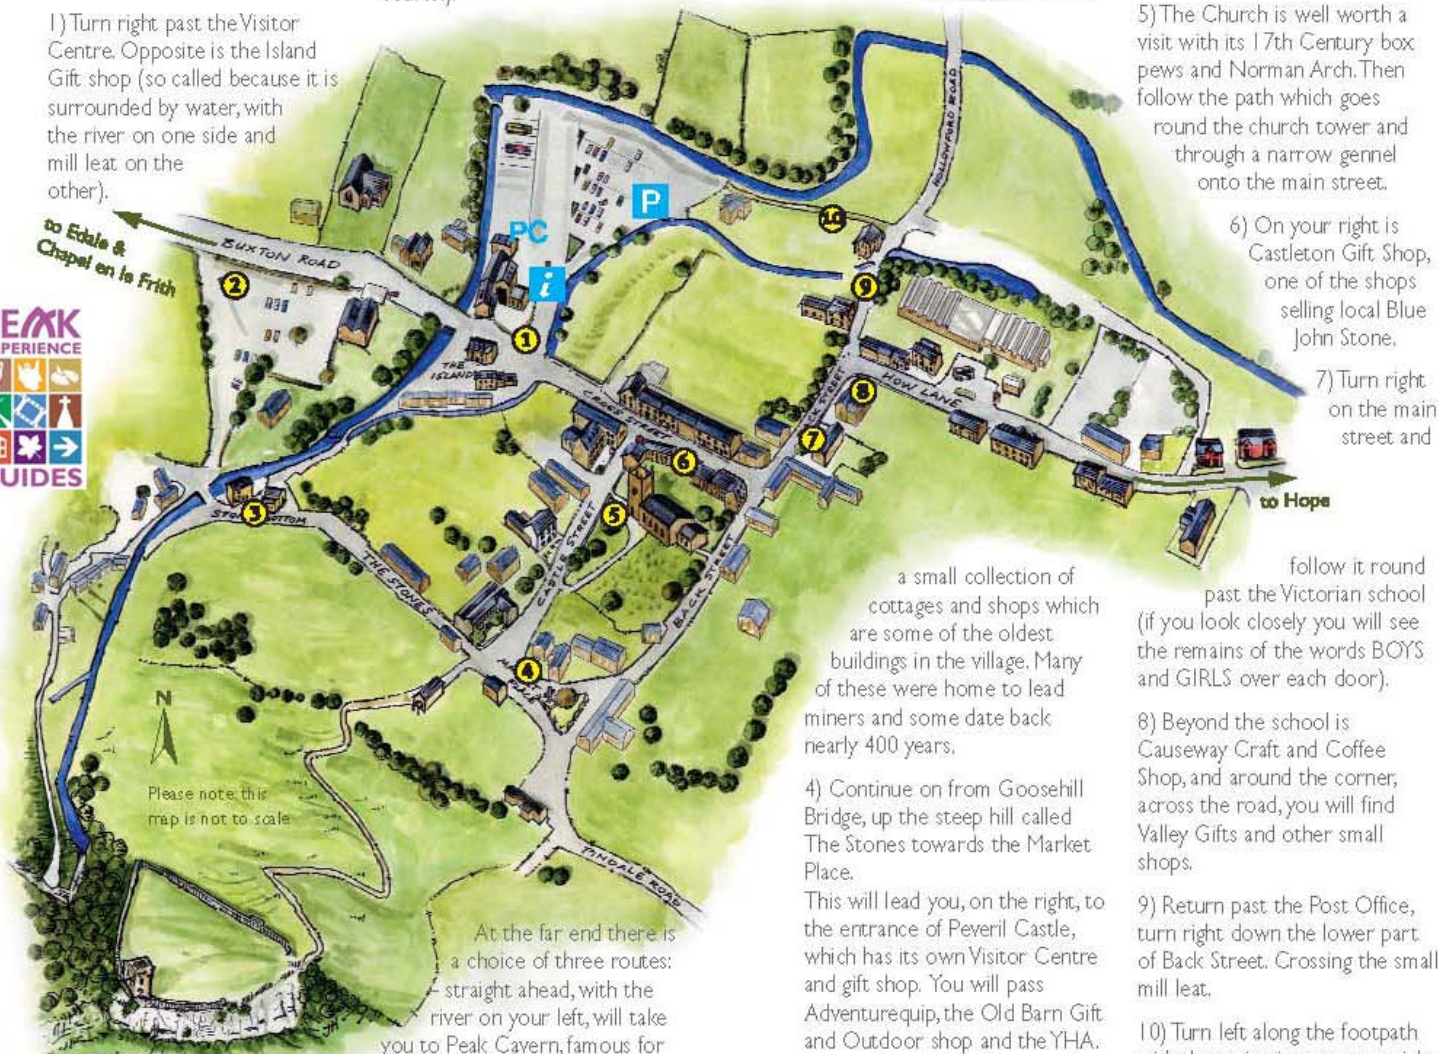 1) Turn right past the Visitor
Centre. Opposite is the Island
Gift shop (so called because it is
surrounded by water, with
the river on one side and
mill leat on the
other).
to Edale &
Chapel en le Frith
BUXTON ROAD
2
PC
P
i
1
THE
ISLAND
CROSS STREET
HOLLOWFORD ROAD
10
9
HOW LANE
8
7
BACK STREET
6
5
CASTLE STREET
BACK STREET
3
THE STONES
4
PINDALE ROAD
to Hope
N
Please note: this
map is not to scale
GUIDES
At the far end there is
a choice of three routes:
straight ahead, with the
river on your left, will take
you to Peak Cavern, famous for
a small collection of
cottages and shops which
are some of the oldest
buildings in the village. Many
of these were home to lead
miners and some date back
nearly 400 years.
4) Continue on from Goosehill
Bridge, up the steep hill called
The Stones towards the Market
Place.
This will lead you, on the right, to
the entrance of Peveril Castle,
which has its own Visitor Centre
and gift shop. You will pass
Adventurequip, the Old Barn Gift
and Outdoor shop and the YHA.
5) The Church is well worth a
visit with its 17th Century box
pews and Norman Arch. Then
follow the path which goes
round the church tower and
through a narrow gennel
onto the main street.
6) On your right is
Castleton Gift Shop,
one of the shops
selling local Blue
John Stone.
7) Turn right
on the main
street and
follow it round
past the Victorian school
(if you look closely you will see
the remains of the words BOYS
and GIRLS over each door).
8) Beyond the school is
Causeway Craft and Coffee
Shop, and around the corner,
across the road, you will find
Valley Gifts and other small
shops.
9) Return past the Post Office,
turn right down the lower part
of Back Street. Crossing the small
mill leat.
10) Turn left along the footpath